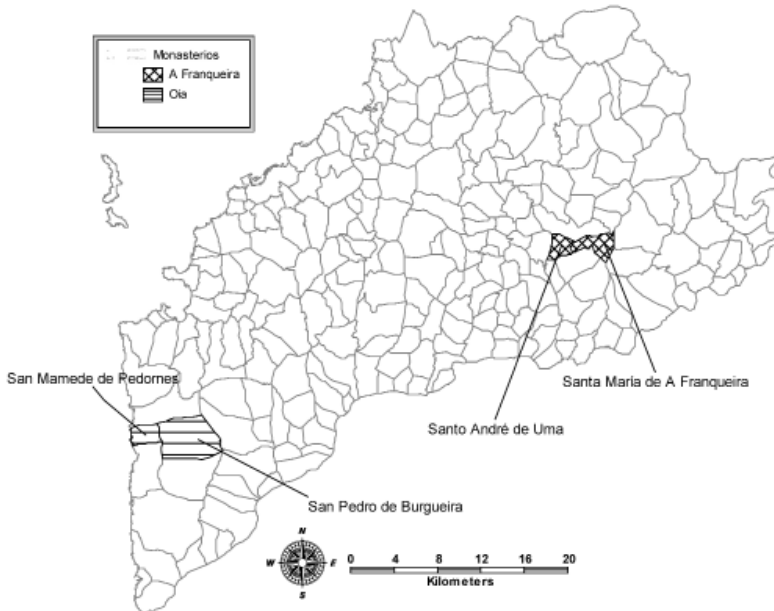 Monasterios
A Franqueira
Oia
San Mamede de Pedornes
Santa María de A Franqueira
Santo André de Uma
San Pedro de Burgueira
N
W E
S
0 4 8 12 16 20
Kilometers